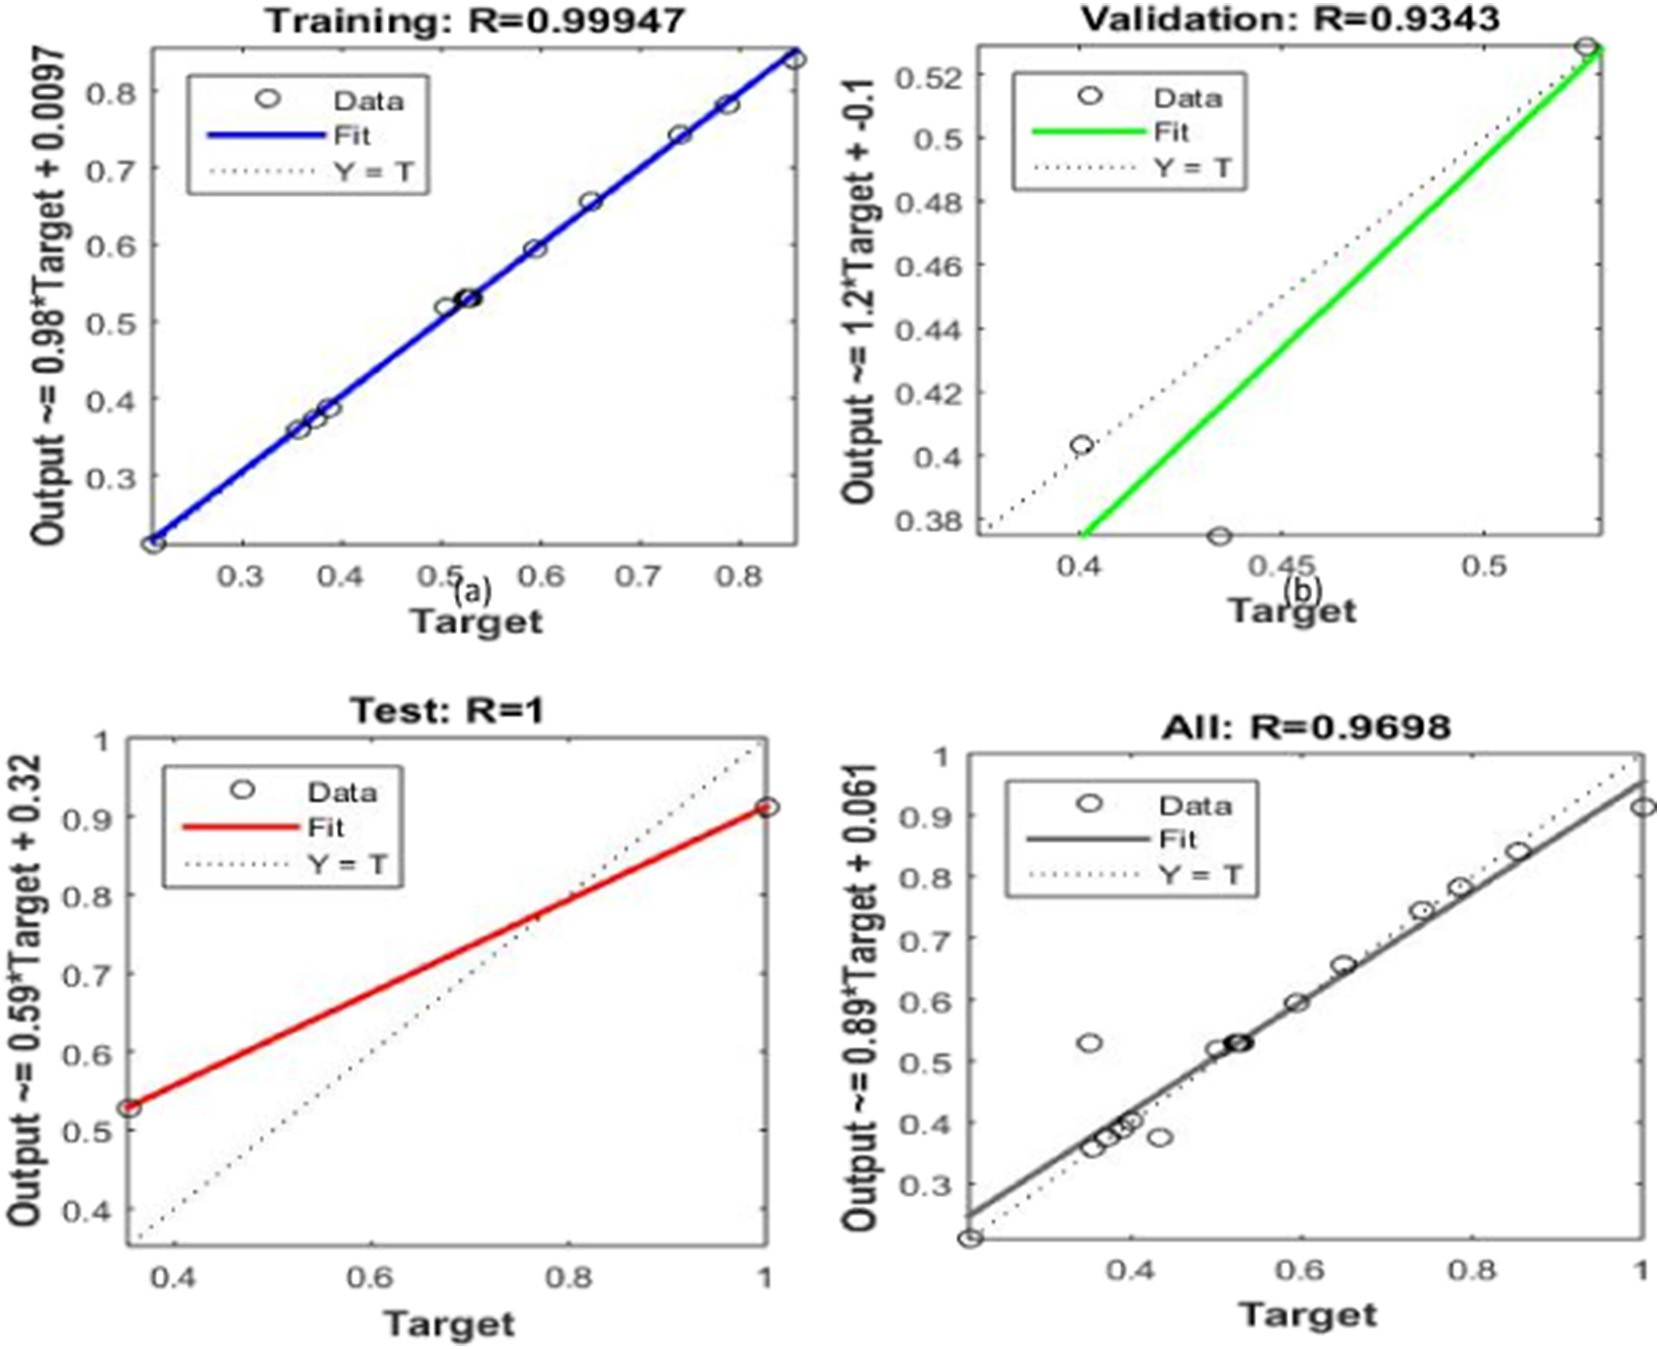 Training: R=0.99947
Output ~= 0.98*Target + 0.0097
Data
Fit
Y = T
0.8
0.7
0.6
0.5
0.4
0.3
0.3 0.4 0.5 0.6 0.7 0.8
(a)
Target
Validation: R=0.9343
Output ~= 1.2*Target + -0.1
Data
Fit
Y = T
0.52
0.5
0.48
0.46
0.44
0.42
0.4
0.38
0.4 0.45 0.5
(b)
Target
Test: R=1
Output ~= 0.59*Target + 0.32
Data
Fit
Y = T
1
0.9
0.8
0.7
0.6
0.5
0.4
0.4 0.6 0.8 1
Target
All: R=0.9698
Output ~= 0.89*Target + 0.061
Data
Fit
Y = T
1
0.9
0.8
0.7
0.6
0.5
0.4
0.3
0.4 0.6 0.8 1
Target